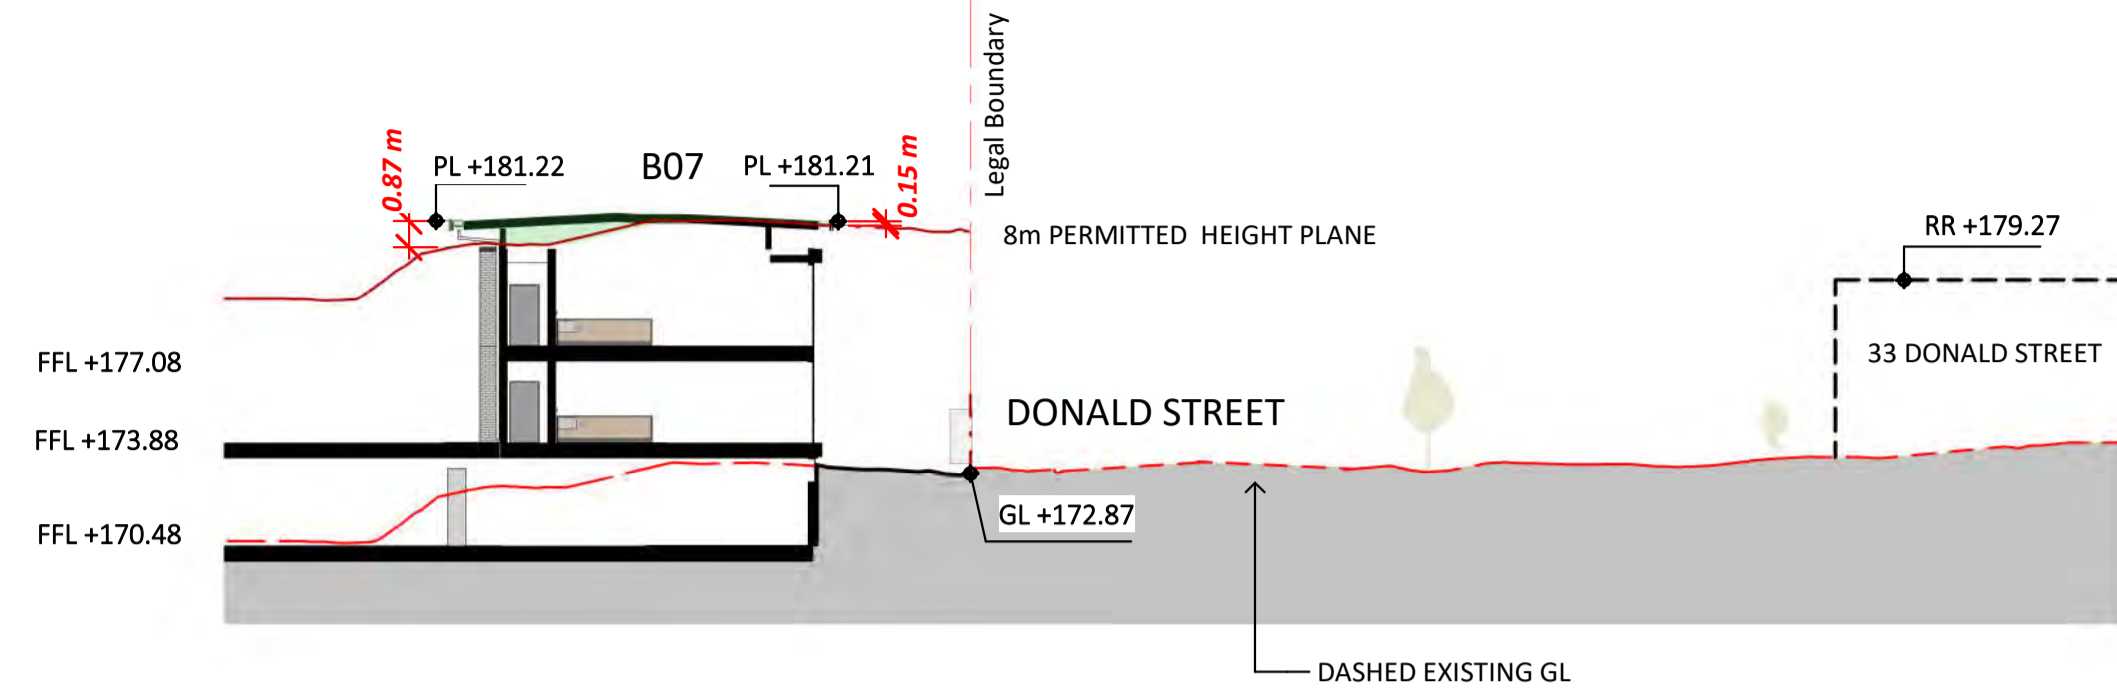 Legal Boundary
0.87 m
PL +181.22
B07
PL +181.21
0.15 m
8m PERMITTED HEIGHT PLANE
RR +179.27
33 DONALD STREET
FFL +177.08
DONALD STREET
FFL +173.88
GL +172.87
FFL +170.48
DASHED EXISTING GL